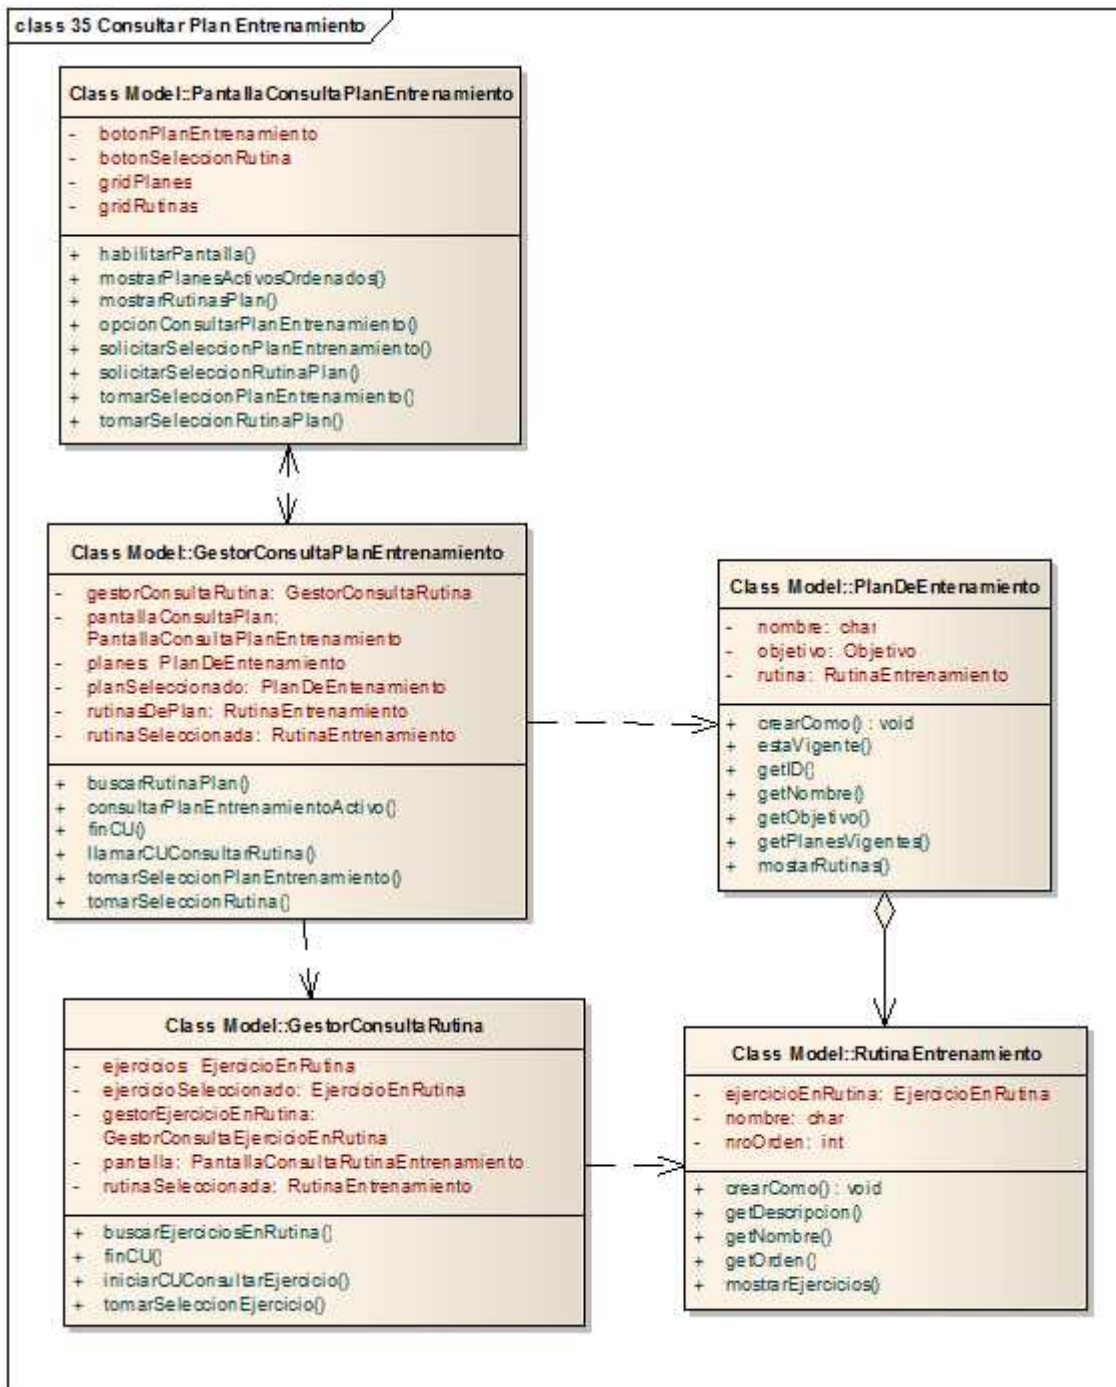 class 35 Consultar Plan Entrenamiento
Class Model::PantallaConsultaPlanEntrenamiento
- botonPlanEntrenamiento
- botonSeleccionRutina
- gridPlanes
- gridRutinas
+ habilitarPantalla()
+ mostrarPlanesActivosOrdenados()
+ mostrarRutinasPlan()
+ opcionConsultarPlanEntrenamiento()
+ solicitarSeleccionPlanEntrenamiento()
+ solicitarSeleccionRutinaPlan()
+ tomarSeleccionPlanEntrenamiento()
+ tomarSeleccionRutinaPlan()
Class Model::GestorConsultaPlanEntrenamiento
- gestorConsultaRutina: GestorConsultaRutina
- pantallaConsultaPlan:
PantallaConsultaPlanEntrenamiento
- planes: PlanDeEntenamiento
- planSeleccionado: PlanDeEntenamiento
- rutinasDePlan: RutinaEntrenamiento
- rutinaSeleccionada: RutinaEntrenamiento
+ buscarRutinaPlan()
+ consultarPlanEntrenamientoActivo()
+ finCU()
+ llamarCUConsultarRutina()
+ tomarSeleccionPlanEntrenamiento()
+ tomarSeleccionRutina()
Class Model::PlanDeEntenamiento
- nombre: char
- objetivo: Objetivo
- rutina: RutinaEntrenamiento
+ crearComo() : void
+ estaVigente()
+ getID()
+ getNombre()
+ getObjetivo()
+ getPlanesVigentes()
+ mostarRutinas()
Class Model::GestorConsultaRutina
- ejercicios: EjercicioEnRutina
- ejercicioSeleccionado: EjercicioEnRutina
- gestorEjercicioEnRutina:
GestorConsultaEjercicioEnRutina
- pantalla: PantallaConsultaRutinaEntrenamiento
- rutinaSeleccionada: RutinaEntrenamiento
+ buscarEjerciciosEnRutina()
+ finCU()
+ iniciarCUConsultarEjercicio()
+ tomarSeleccionEjercicio()
Class Model::RutinaEntrenamiento
- ejercicioEnRutina: EjercicioEnRutina
- nombre: char
- nroOrden: int
+ crearComo() : void
+ getDescripcion()
+ getNombre()
+ getOrden()
+ mostrarEjercicios()